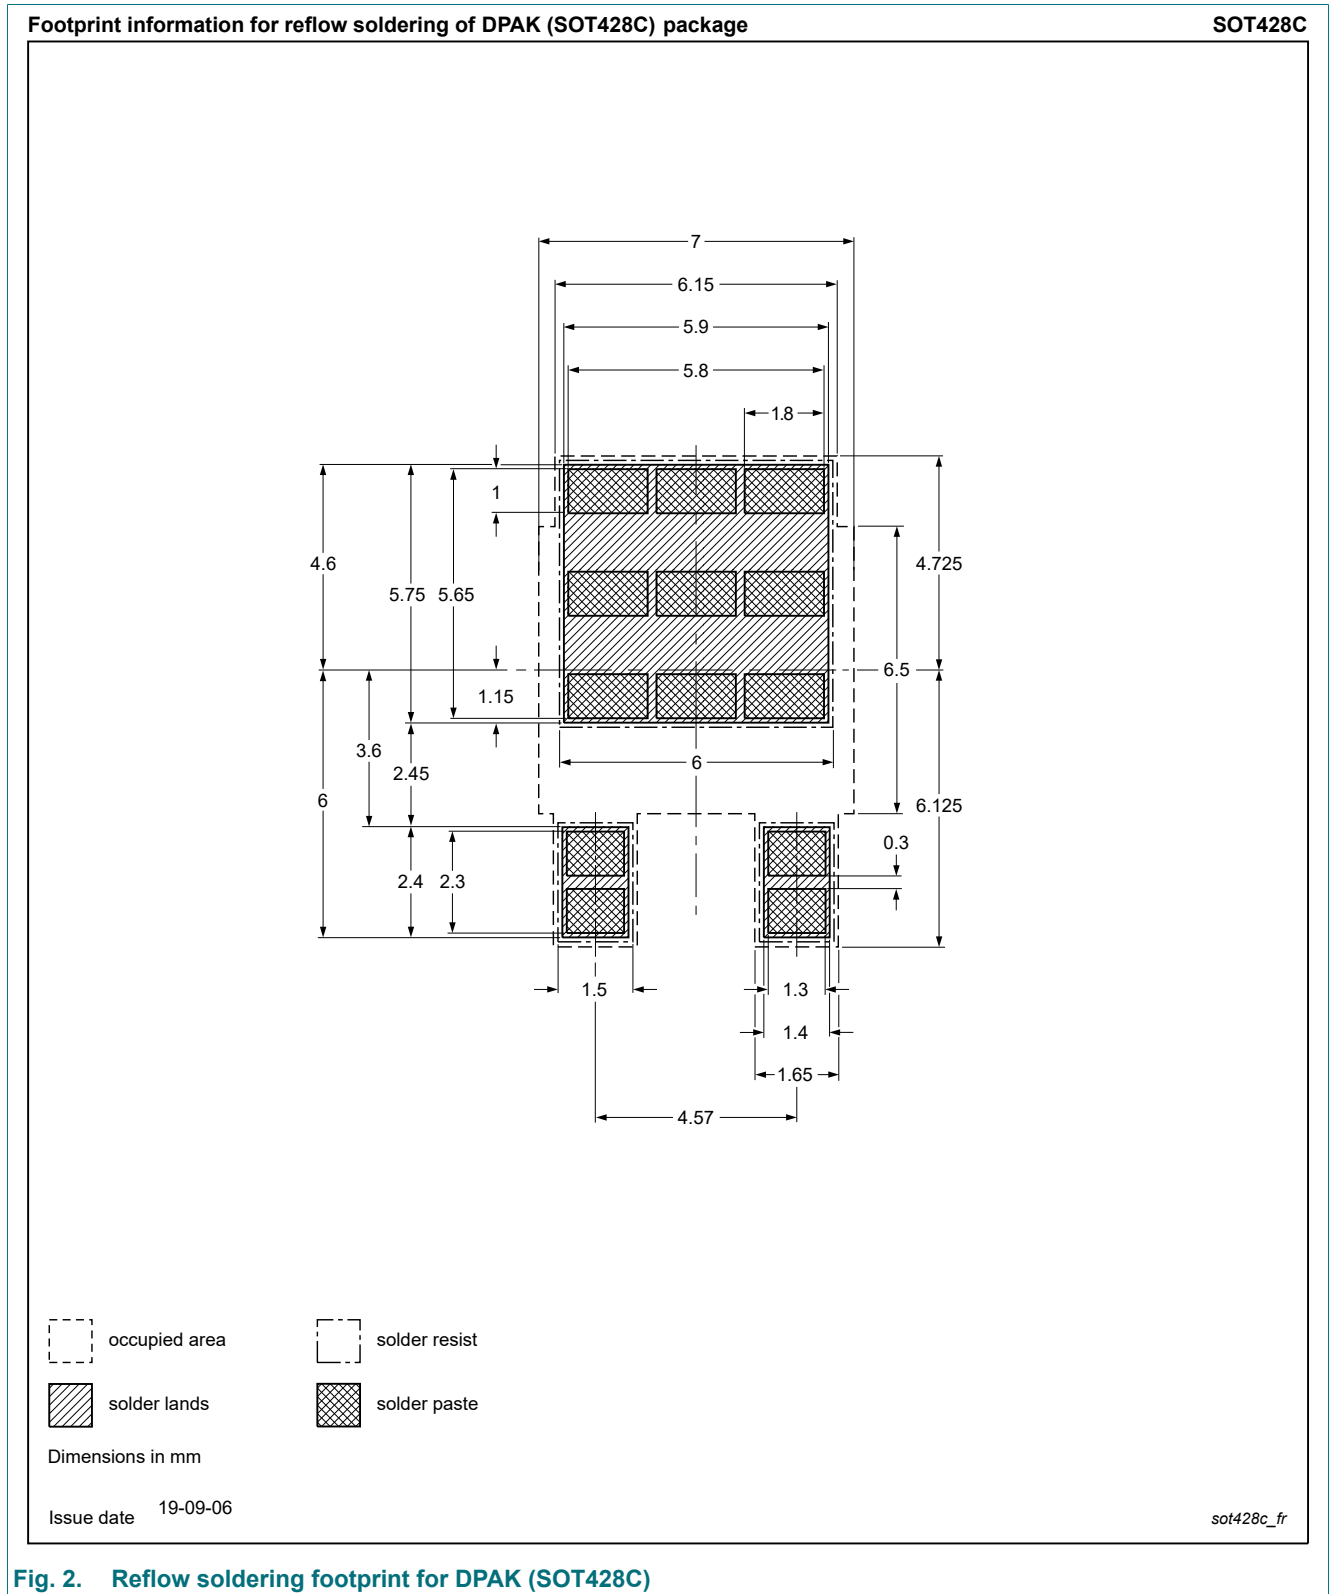 Footprint information for reflow soldering of DPAK (SOT428C) package SOT428C
7
6.15
5.9
5.8
1.8
1
4.6
4.725
5.75
5.65
6.5
1.15
3.6
2.45
6
6
6.125
0.3
2.4
2.3
1.5
1.3
1.4
1.65
4.57
occupied area
solder resist
solder lands
solder paste
Dimensions in mm
Issue date 19-09-06
sot428c_fr
Fig. 2. Reflow soldering footprint for DPAK (SOT428C)